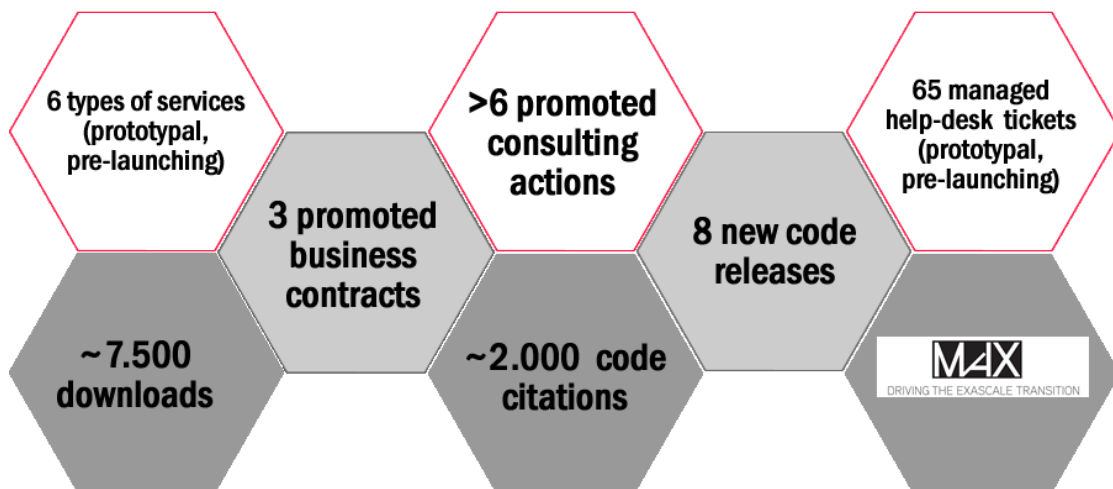 6 types of services
(prototypal,
pre-launching)
>6 promoted
consulting
actions
65 managed
help-desk tickets
(prototypal,
pre-launching)
3 promoted
business
contracts
8 new code
releases
~7.500
downloads
~2.000 code
citations
MAX
DRIVING THE EXASCALE TRANSITION